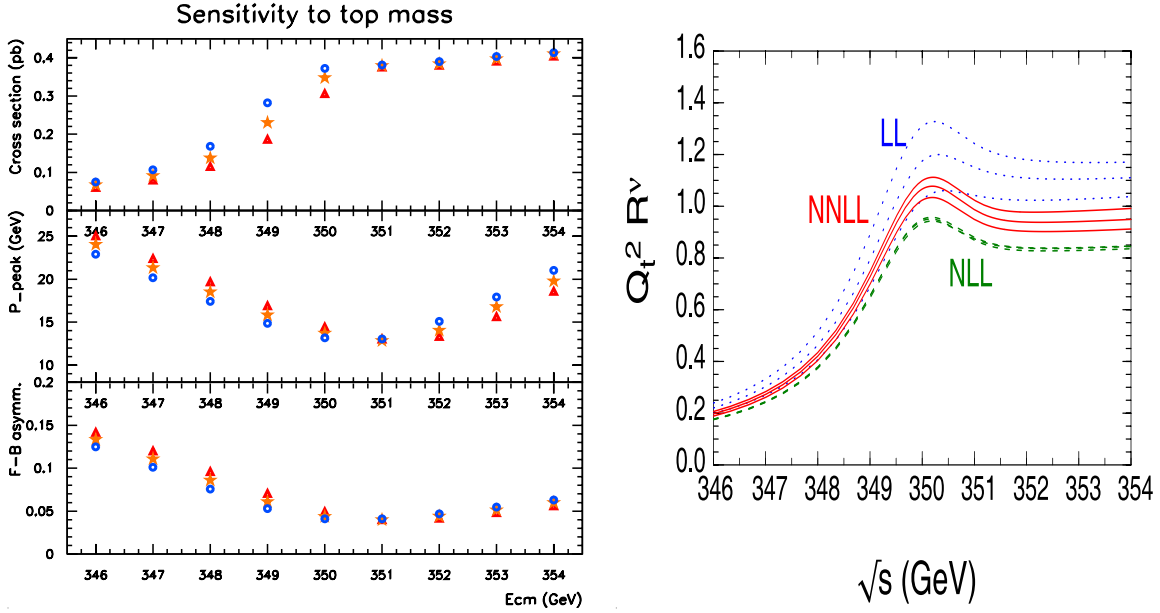 Sensitivity to top mass
Cross section (pb)
0.4
0.3
0.2
0.1
0
346 347 348 349 350 351 352 353 354
P_peak (GeV)
25
20
15
10
346 347 348 349 350 351 352 353 354
F-B asymm.
0.2
0.15
0.1
0.05
0
346 347 348 349 350 351 352 353 354
Ecm (GeV)
Qt² Rᵛ
1.6
1.4
1.2
1.0
0.8
0.6
0.4
0.2
0.0
LL
NNLL
NLL
346 347 348 349 350 351 352 353 354
√s (GeV)